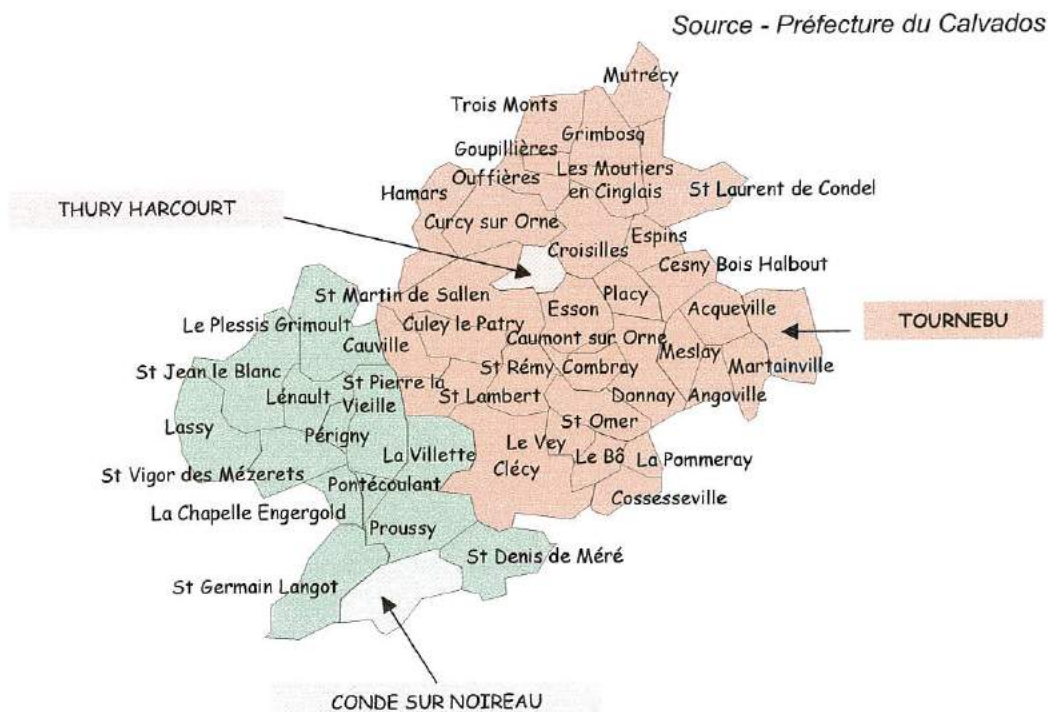 Source - Préfecture du Calvados
Mutrécy
Trois Monts
Grimbosq
Goupillières
Les Moutiers
en Cinglais
Ouffières
Hamars
St Laurent de Condel
THURY HARCOURT
Curcy sur Orne
Espins
Croisilles
Cesny Bois Halbout
St Martin de Sallen
Esson
Placy
Acqueville
TOURNEBU
Le Plessis Grimoult
Culey le Patry
Caumont sur Orne
Cauville
Meslay
Martainville
St Jean le Blanc
St Rémy
Combray
St Pierre la
Vieille
Lénault
St Lambert
Donnay
Angoville
Lassy
St Omer
Périgny
Le Vey
La Villette
Le Bô
La Pommeray
Clécy
St Vigor des Mézerets
Pontécoulant
Cossesseville
La Chapelle Engergold
Proussy
St Denis de Méré
St Germain Langot
CONDE SUR NOIREAU